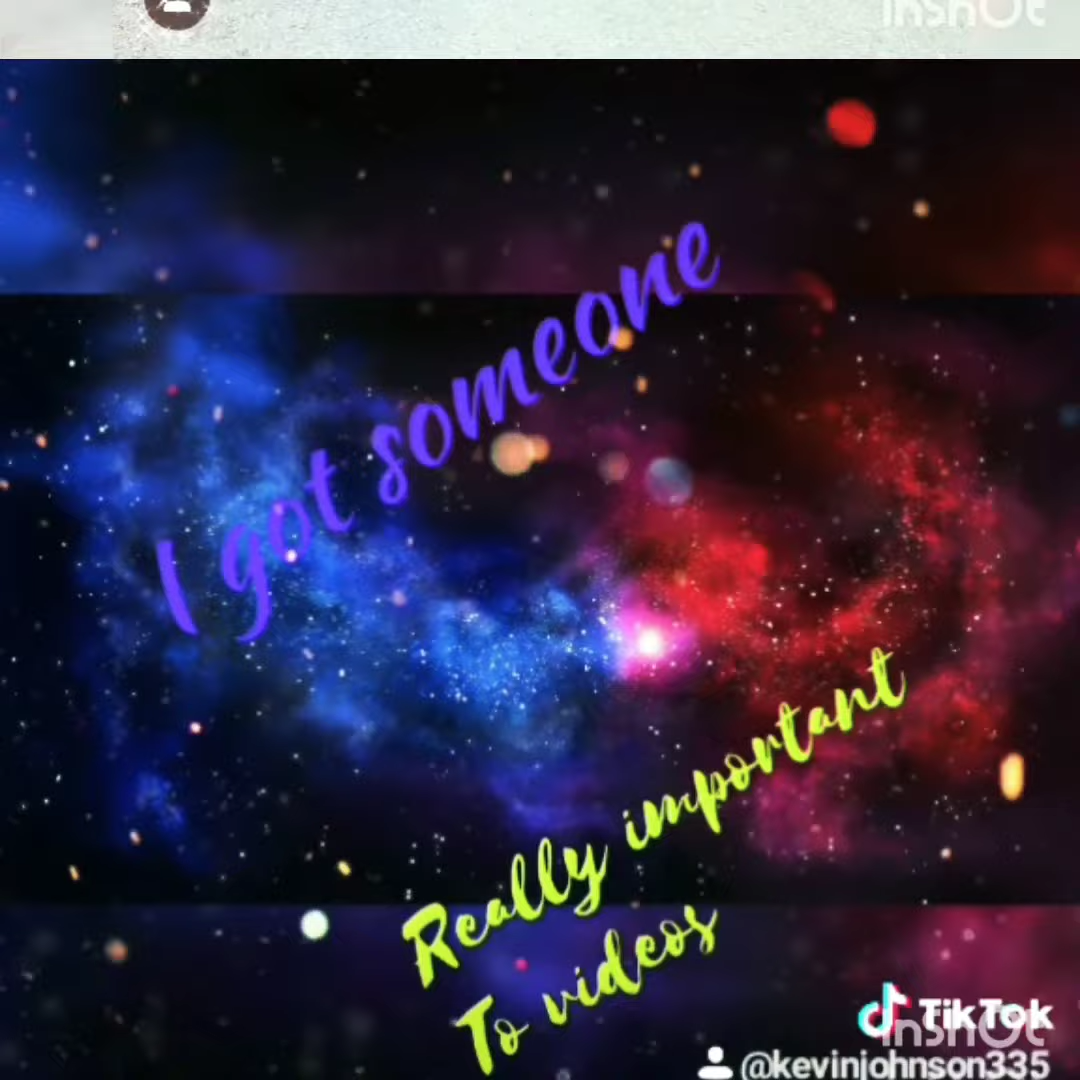 InShOt
I got someone
Really important
To videos
TikTok
InShOt
@kevinjohnson335